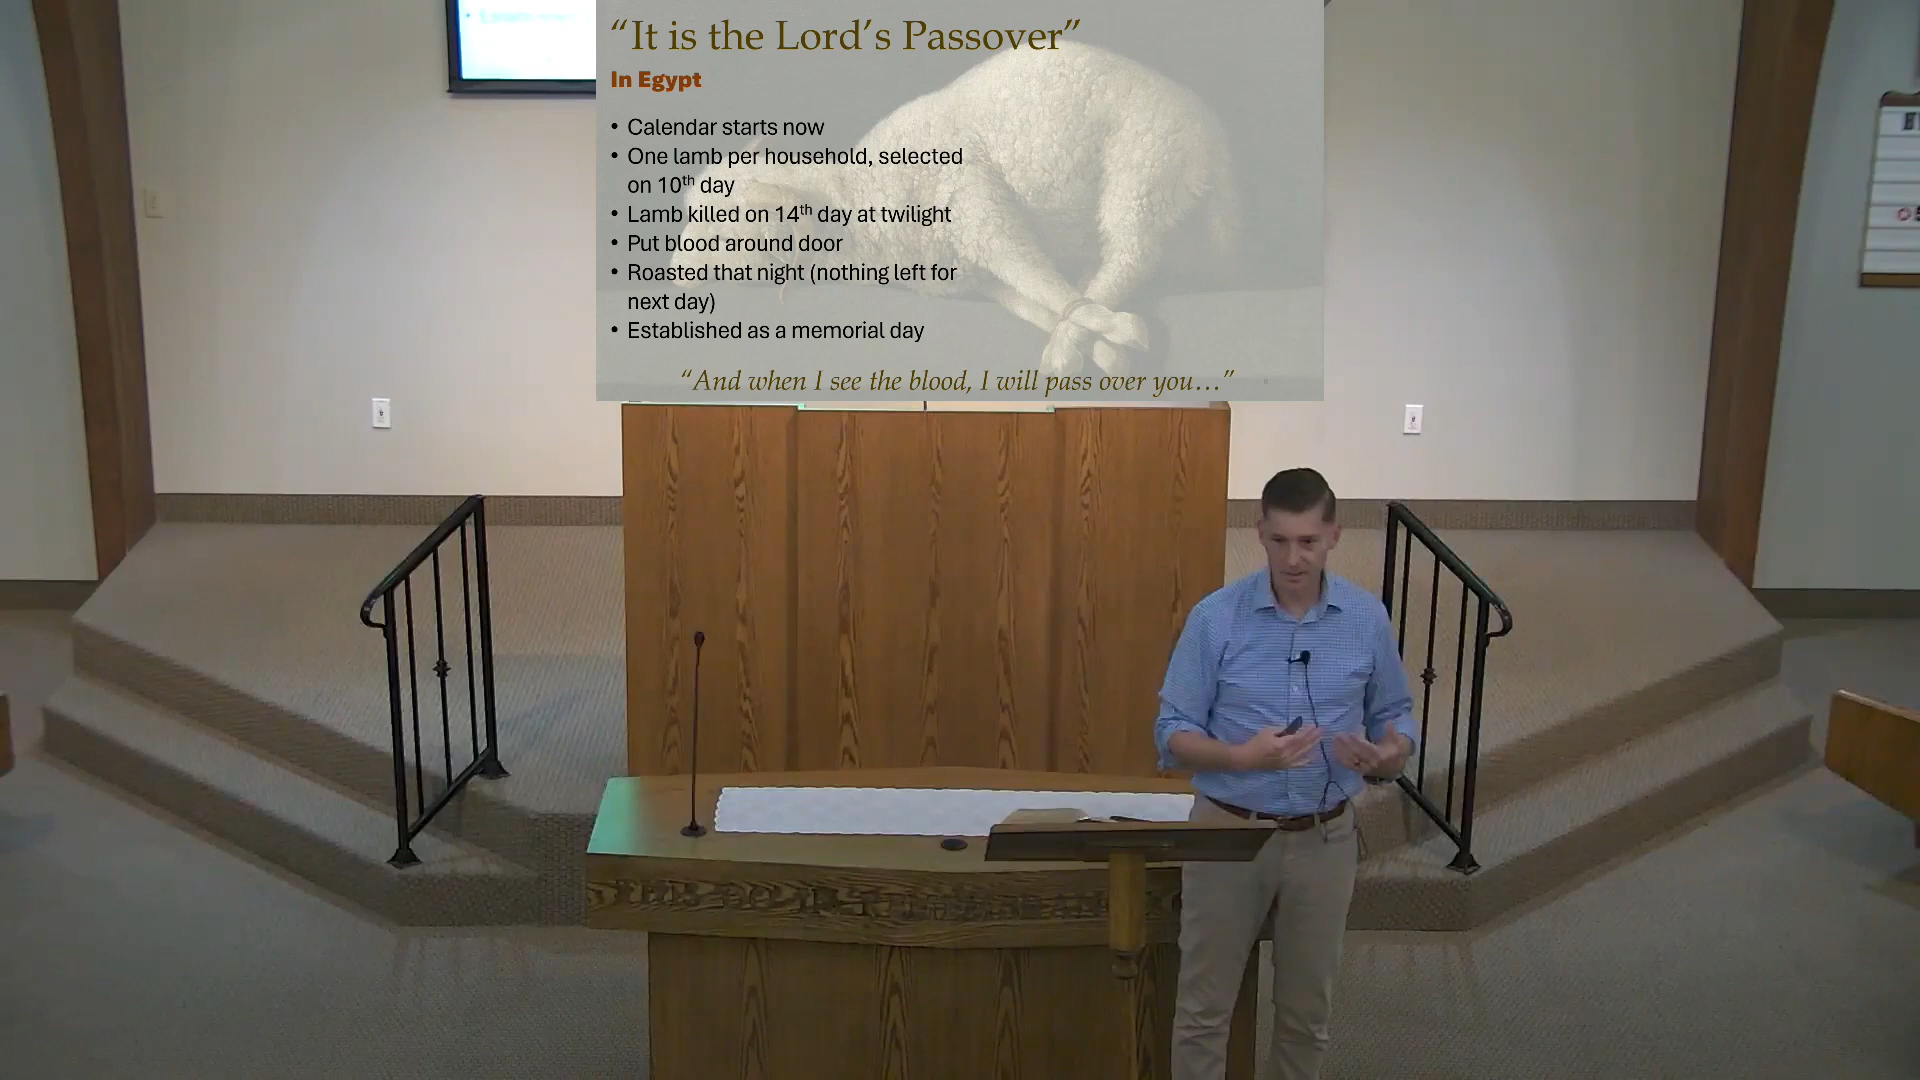 “It is the Lord’s Passover”
In Egypt
• Calendar starts now
• One lamb per household, selected
on 10th day
• Lamb killed on 14th day at twilight
• Put blood around door
• Roasted that night (nothing left for
next day)
• Established as a memorial day
“And when I see the blood, I will pass over you…”